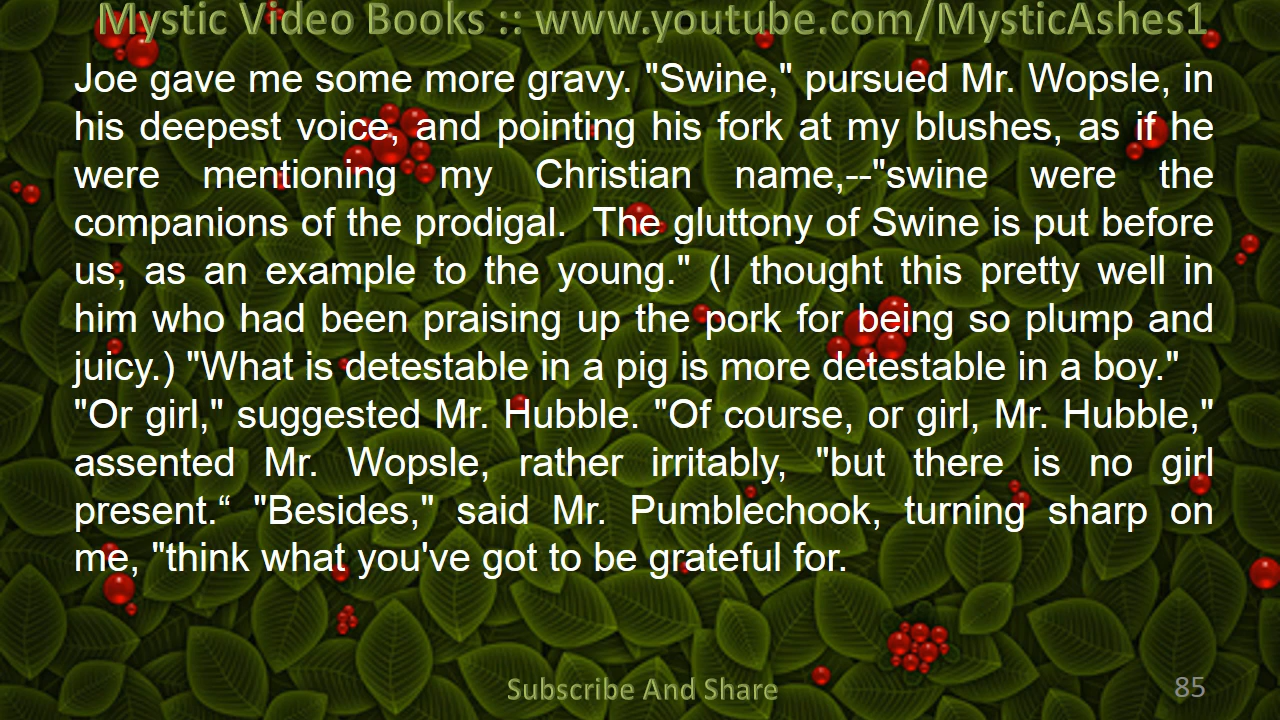 Mystic Video Books :: www.youtube.com/MysticAshes1
Joe gave me some more gravy. "Swine," pursued Mr. Wopsle, in
his deepest voice, and pointing his fork at my blushes, as if he
were mentioning my Christian name,--"swine were the
companions of the prodigal.  The gluttony of Swine is put before
us, as an example to the young." (I thought this pretty well in
him who had been praising up the pork for being so plump and
juicy.) "What is detestable in a pig is more detestable in a boy."
"Or girl," suggested Mr. Hubble. "Of course, or girl, Mr. Hubble,"
assented Mr. Wopsle, rather irritably, "but there is no girl
present.“ "Besides," said Mr. Pumblechook, turning sharp on
me, "think what you've got to be grateful for.
Subscribe And Share
85